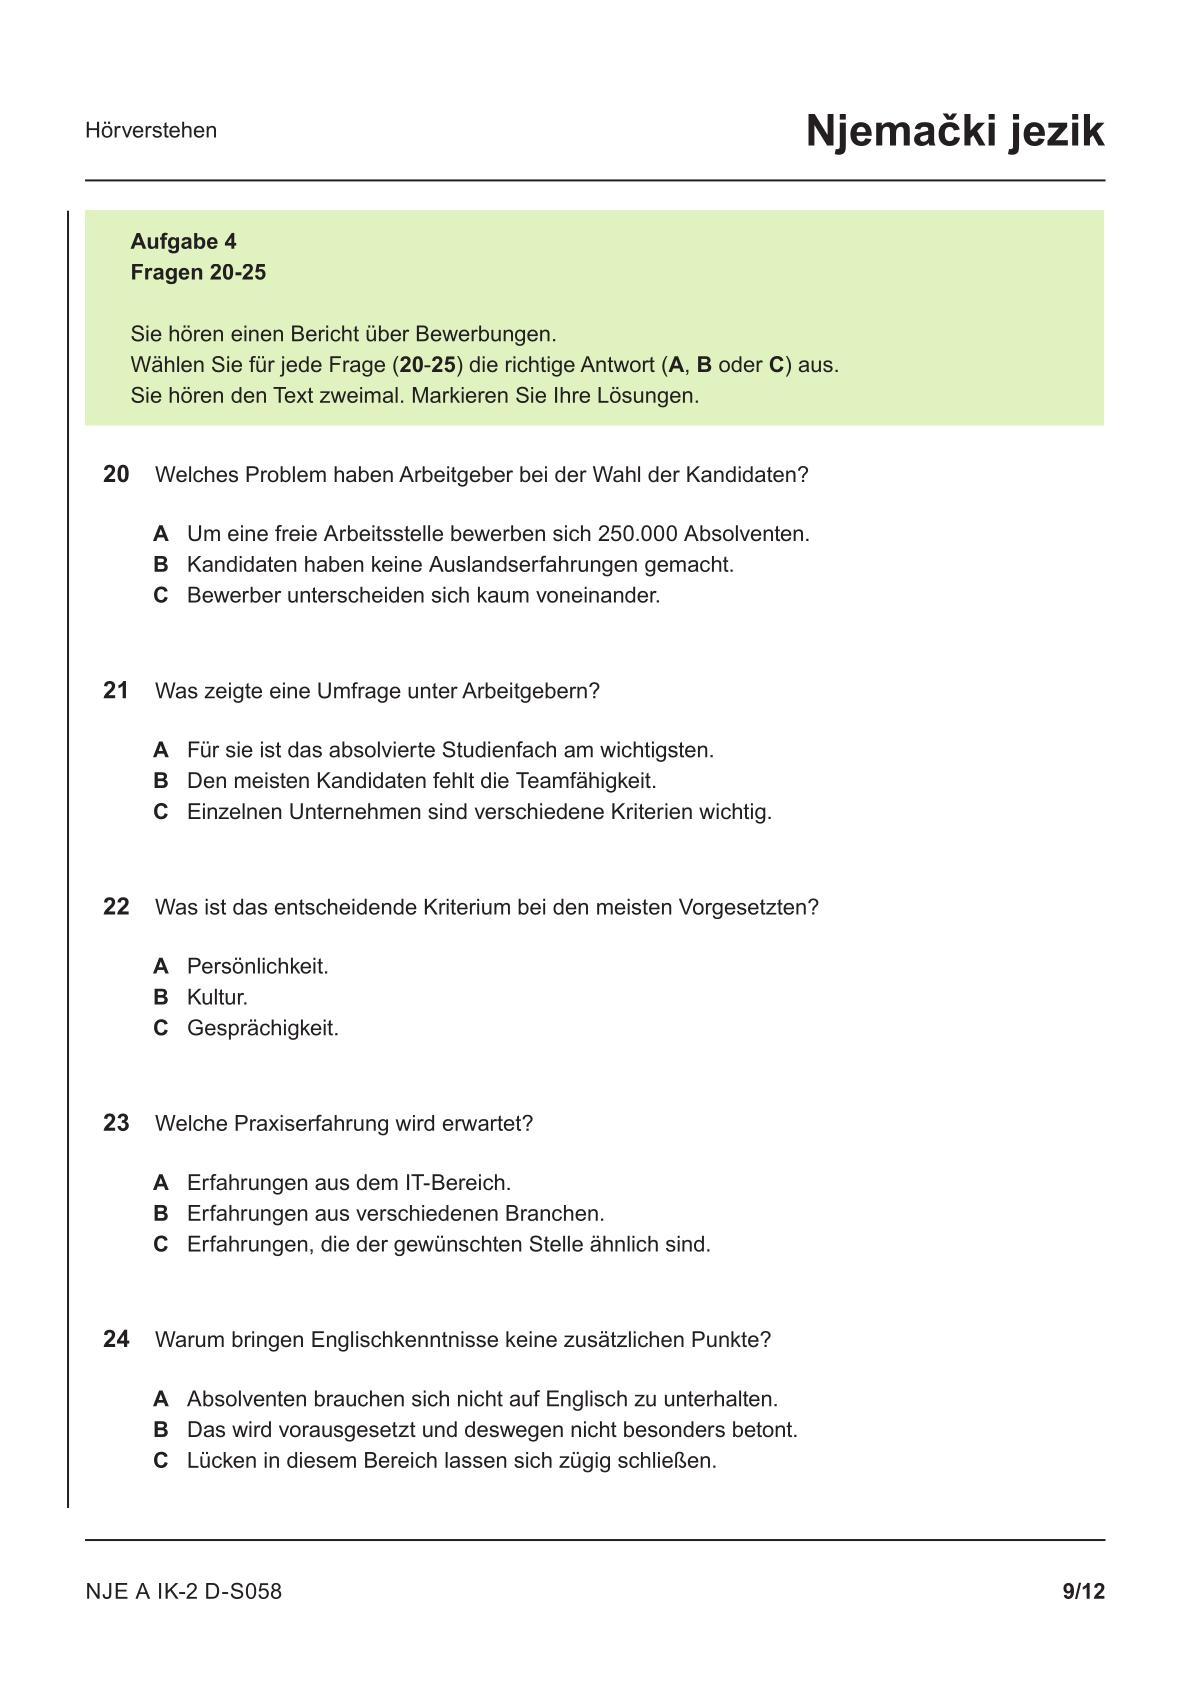 Hörverstehen
Njemački jezik
Aufgabe 4
Fragen 20-25
Sie hören einen Bericht über Bewerbungen.
Wählen Sie für jede Frage (20-25) die richtige Antwort (A, B oder C) aus.
Sie hören den Text zweimal. Markieren Sie Ihre Lösungen.
20 Welches Problem haben Arbeitgeber bei der Wahl der Kandidaten?
A Um eine freie Arbeitsstelle bewerben sich 250.000 Absolventen.
B Kandidaten haben keine Auslandserfahrungen gemacht.
C Bewerber unterscheiden sich kaum voneinander.
21 Was zeigte eine Umfrage unter Arbeitgebern?
A Für sie ist das absolvierte Studienfach am wichtigsten.
B Den meisten Kandidaten fehlt die Teamfähigkeit.
C Einzelnen Unternehmen sind verschiedene Kriterien wichtig.
22 Was ist das entscheidende Kriterium bei den meisten Vorgesetzten?
A Persönlichkeit.
B Kultur.
C Gesprächigkeit.
23 Welche Praxiserfahrung wird erwartet?
A Erfahrungen aus dem IT-Bereich.
B Erfahrungen aus verschiedenen Branchen.
C Erfahrungen, die der gewünschten Stelle ähnlich sind.
24 Warum bringen Englischkenntnisse keine zusätzlichen Punkte?
A Absolventen brauchen sich nicht auf Englisch zu unterhalten.
B Das wird vorausgesetzt und deswegen nicht besonders betont.
C Lücken in diesem Bereich lassen sich zügig schließen.
NJE A IK-2 D-S058
9/12